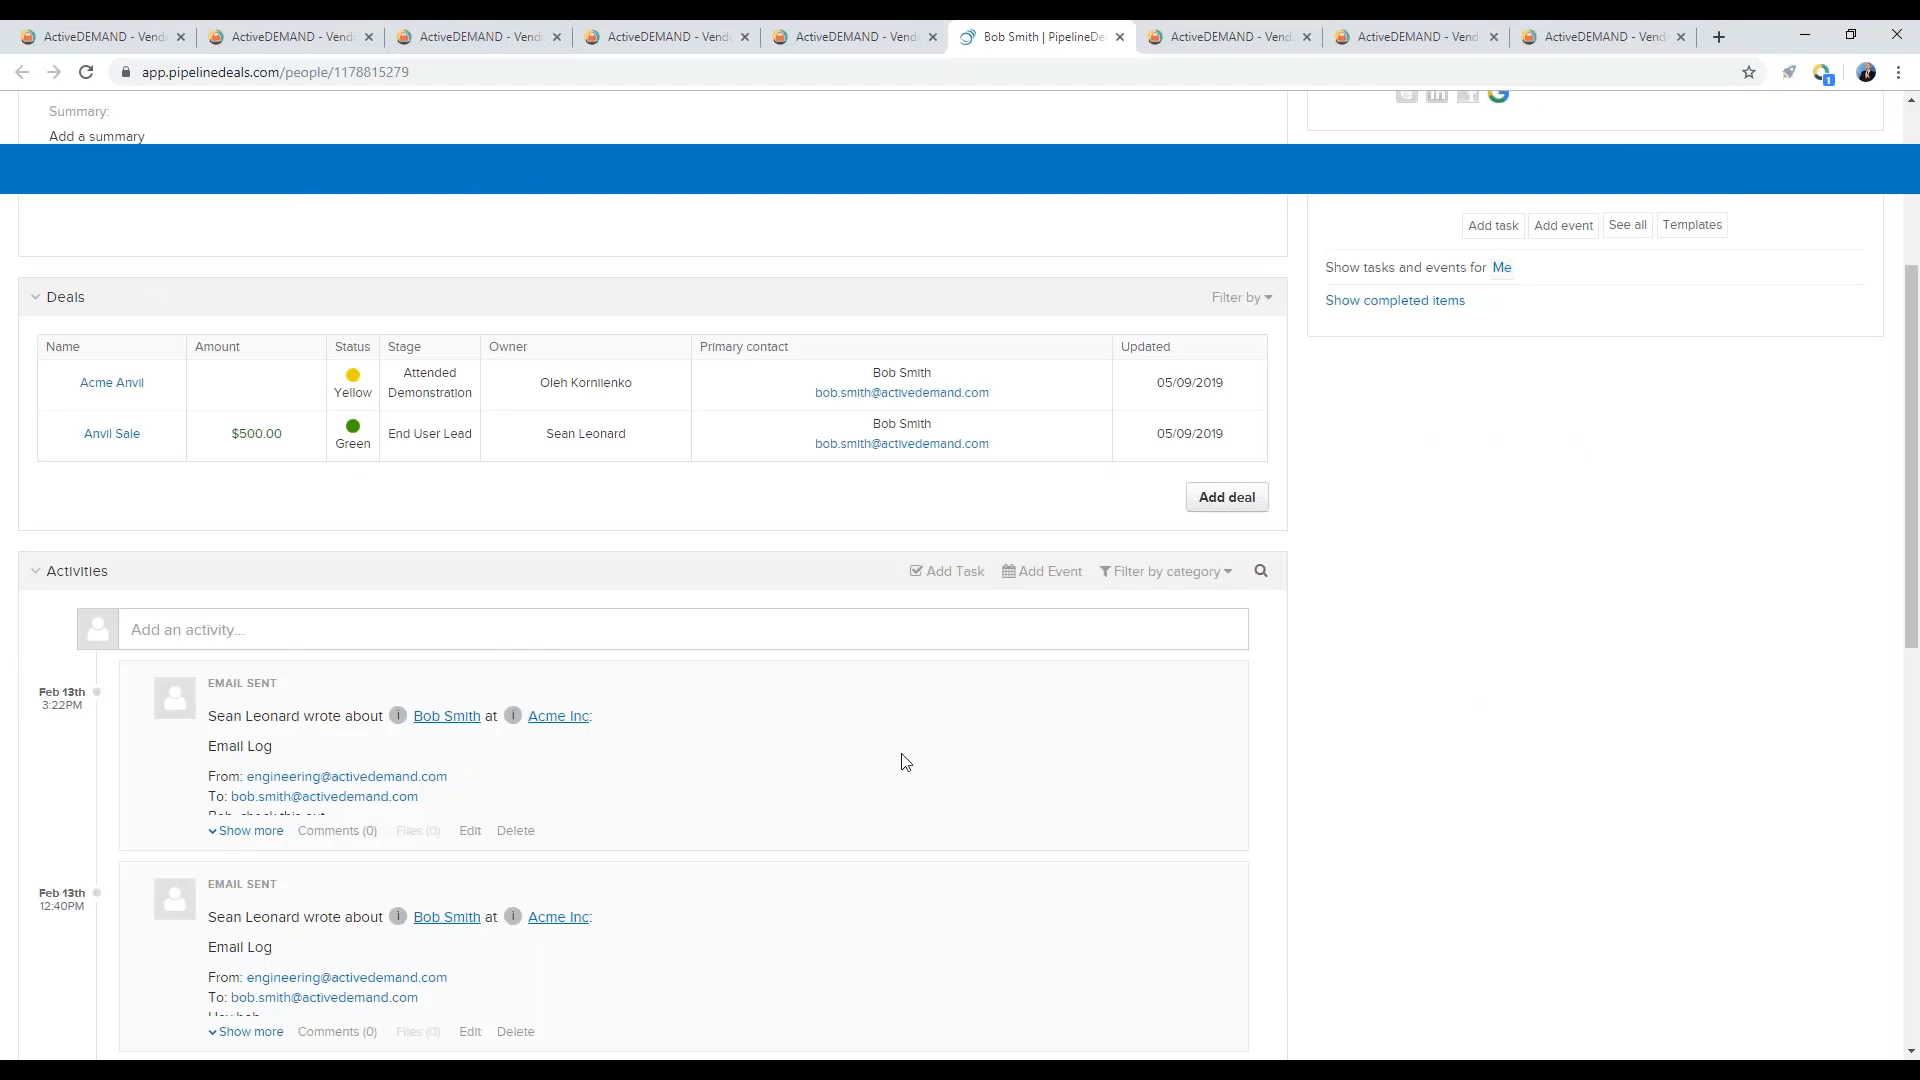 ActiveDEMAND - Vend
ActiveDEMAND - Vend
ActiveDEMAND - Vend
ActiveDEMAND - Vend
ActiveDEMAND - Vend
Bob Smith | PipelineDe
ActiveDEMAND - Vend
ActiveDEMAND - Vend
ActiveDEMAND - Vend
app.pipelinedeals.com/people/1178815279
1
Summary:
Add a summary
Add task
Add event
See all
Templates
Show tasks and events for Me
Show completed items
Deals
Filter by
Name Amount Status Stage Owner Primary contact Updated
Acme Anvil Yellow Attended Demonstration Oleh Kornilenko Bob Smith bob.smith@activedemand.com 05/09/2019
Anvil Sale $500.00 Green End User Lead Sean Leonard Bob Smith bob.smith@activedemand.com 05/09/2019
Add deal
Activities
Add Task
Add Event
Filter by category
Add an activity...
Feb 13th
3:22PM
EMAIL SENT
Sean Leonard wrote about i Bob Smith at i Acme Inc:
Email Log
From: engineering@activedemand.com
To: bob.smith@activedemand.com
Show more Comments (0) Files (0) Edit Delete
Feb 13th
12:40PM
EMAIL SENT
Sean Leonard wrote about i Bob Smith at i Acme Inc:
Email Log
From: engineering@activedemand.com
To: bob.smith@activedemand.com
Show more Comments (0) Files (0) Edit Delete